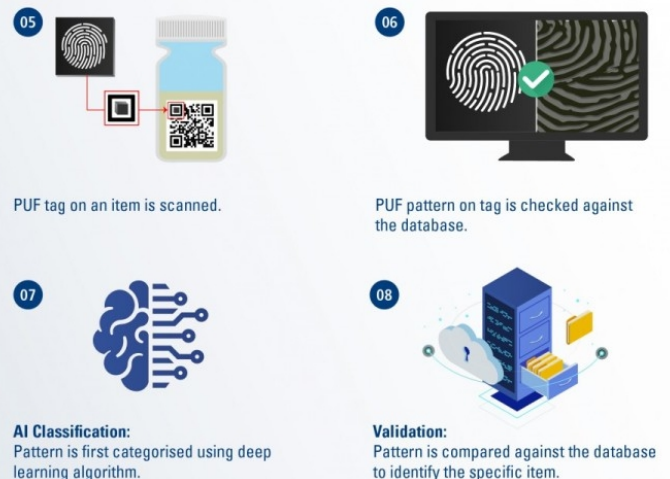 05
PUF tag on an item is scanned.
06
PUF pattern on tag is checked against
the database.
07
AI Classification:
Pattern is first categorised using deep
learning algorithm.
08
Validation:
Pattern is compared against the database
to identify the specific item.